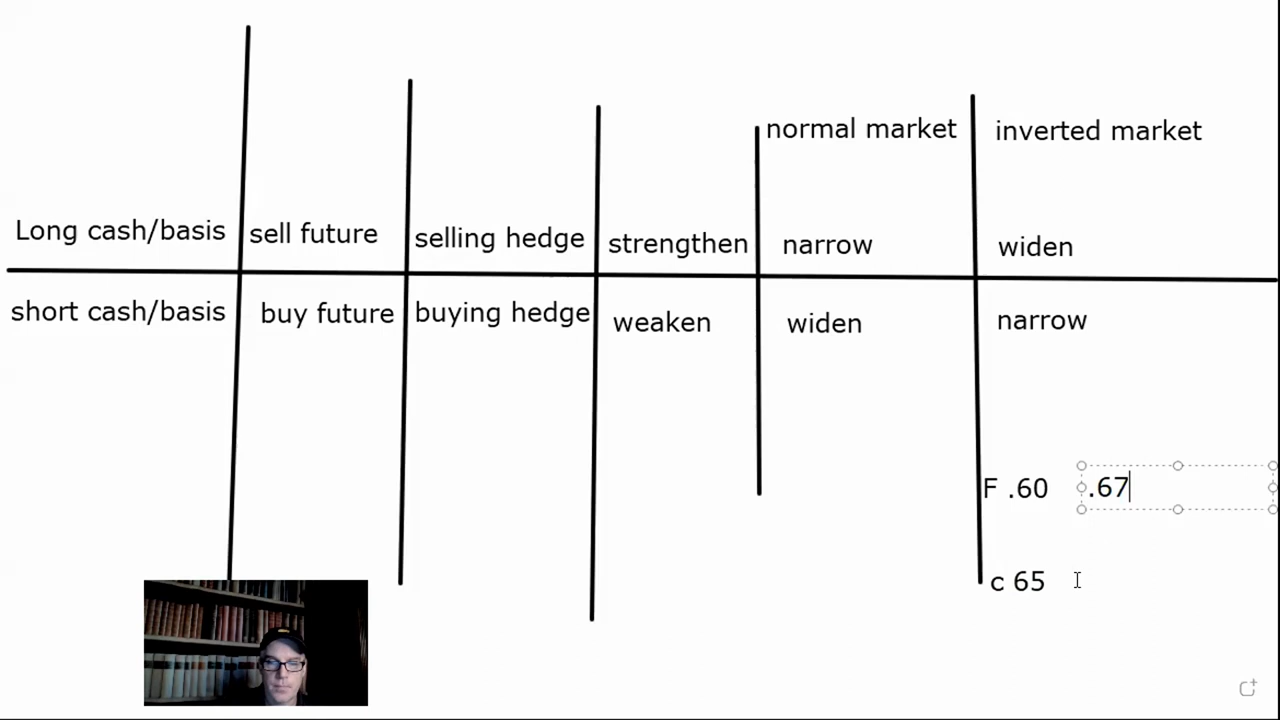 normal market
inverted market
Long cash/basis
sell future
selling hedge
strengthen
narrow
widen
short cash/basis
buy future
buying hedge
weaken
widen
narrow
F .60
.67
c 65